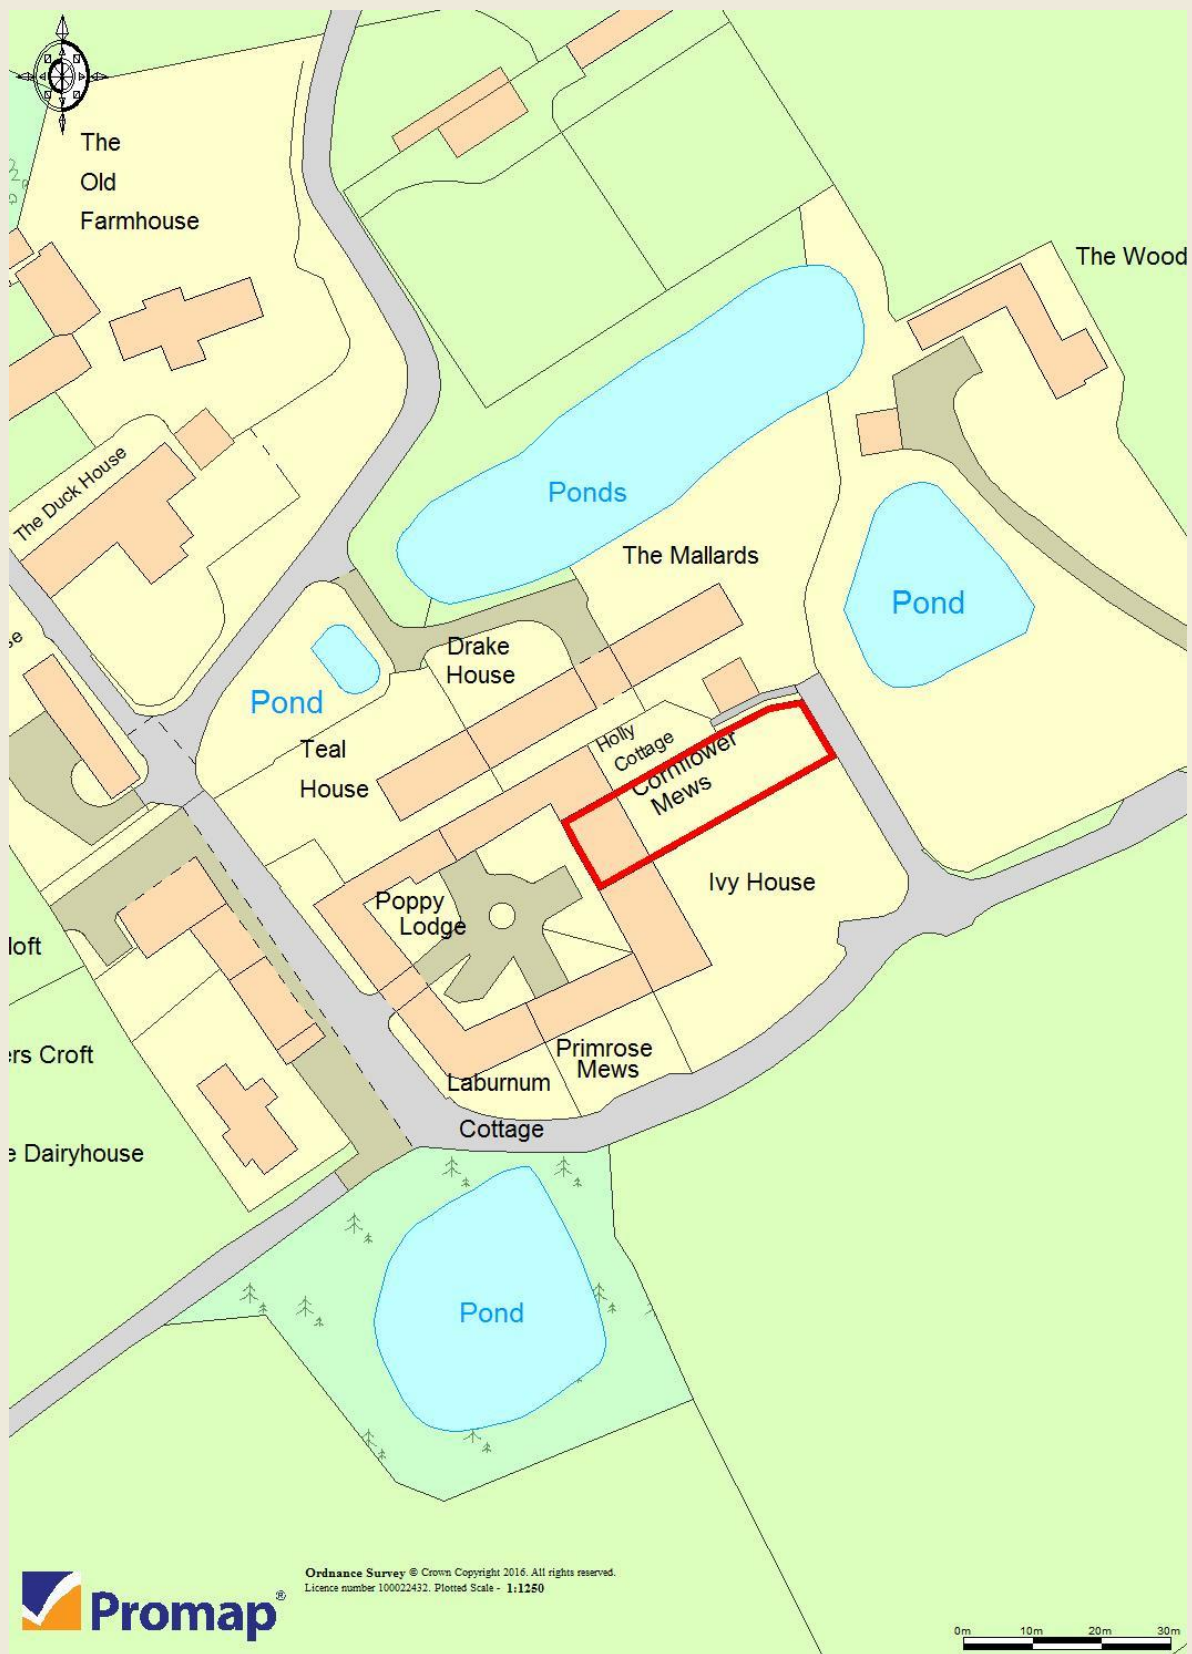 The
Old
Farmhouse
The Wood
The Duck House
Ponds
The Mallards
Pond
se
Drake
House
Pond
Teal
House
Holly
Cottage
Cornflower
Mews
Ivy House
Poppy
Lodge
loft
ers Croft
Primrose
Mews
Laburnum
Cottage
e Dairyhouse
Pond
Ordnance Survey © Crown Copyright 2016. All rights reserved.
Licence number 100022432. Plotted Scale - 1:1250
Promap®
0m 10m 20m 30m